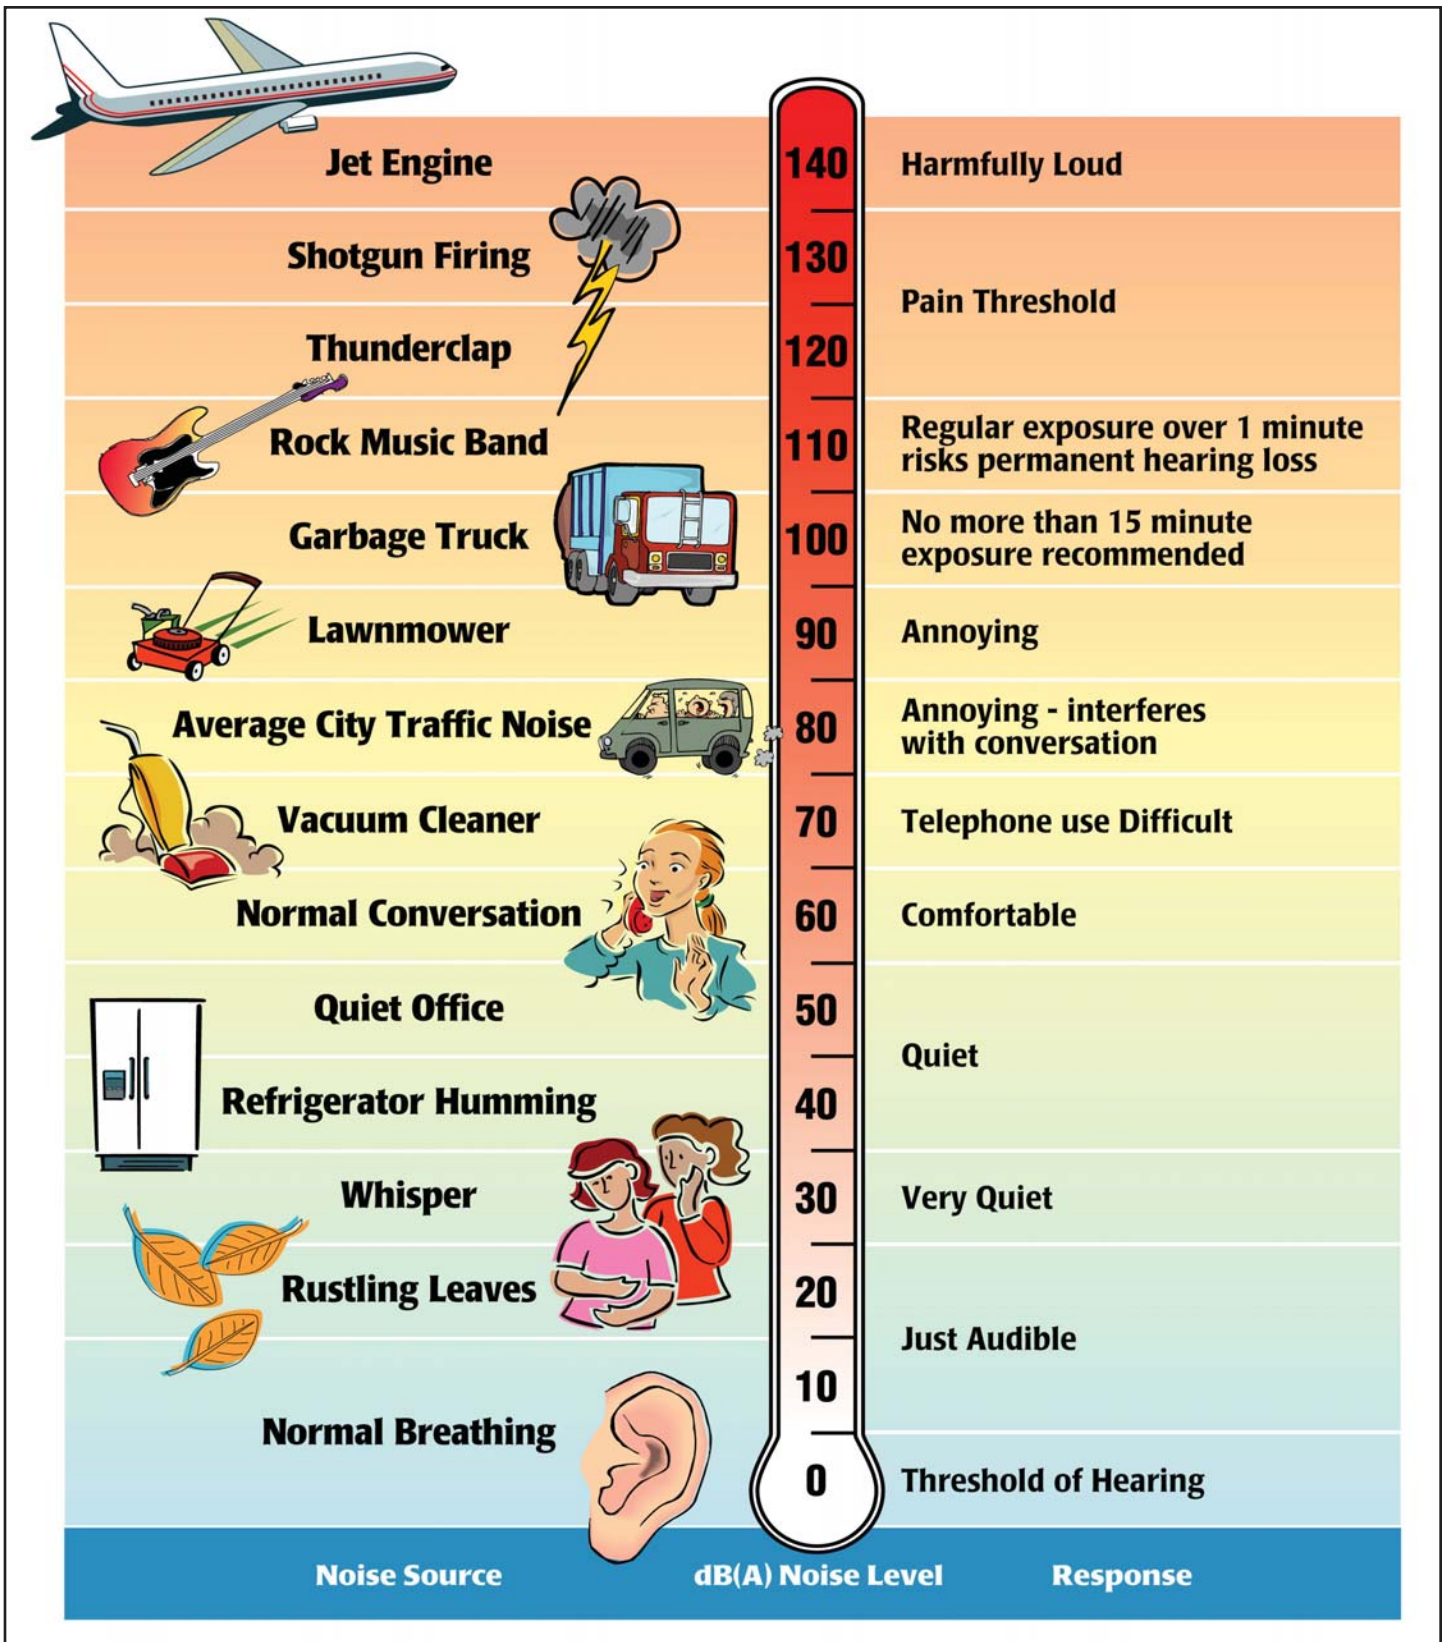 Jet Engine
140
Harmfully Loud
Shotgun Firing
130
Pain Threshold
Thunderclap
120
Rock Music Band
110
Regular exposure over 1 minute
risks permanent hearing loss
Garbage Truck
100
No more than 15 minute
exposure recommended
Lawnmower
90
Annoying
Average City Traffic Noise
80
Annoying - interferes
with conversation
Vacuum Cleaner
70
Telephone use Difficult
Normal Conversation
60
Comfortable
Quiet Office
50
Quiet
Refrigerator Humming
40
Whisper
30
Very Quiet
Rustling Leaves
20
Just Audible
10
Normal Breathing
0
Threshold of Hearing
Noise Source
dB(A) Noise Level
Response